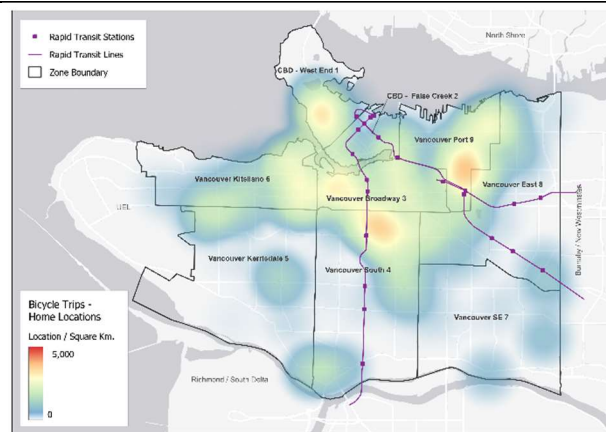 Rapid Transit Stations
Rapid Transit Lines
Zone Boundary
North Shore
CBD - West End 1
CBD - False Creek 2
Vancouver Port 9
Vancouver Kitsilano 6
Vancouver East 8
UEL
Vancouver Broadway 3
Burnaby / New Westminster
Vancouver Kerrisdale 5
Vancouver South 4
Vancouver SE 7
Bicycle Trips -
Home Locations
Location / Square Km.
5,000
0
Richmond / South Delta